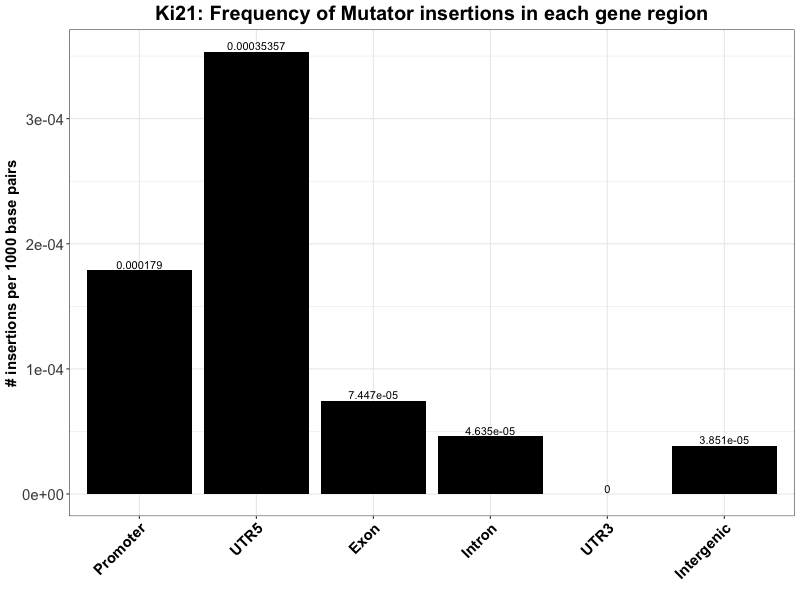 Ki21: Frequency of Mutator insertions in each gene region
# insertions per 1000 base pairs
3e-04
2e-04
1e-04
0e+00
0.000179
0.00035357
7.447e-05
4.635e-05
0
3.851e-05
Promoter
UTR5
Exon
Intron
UTR3
Intergenic